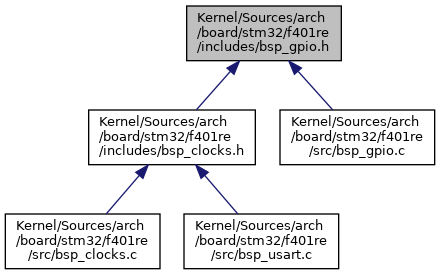 Kernel/Sources/arch
/board/stm32/f401re
/includes/bsp_gpio.h
Kernel/Sources/arch
/board/stm32/f401re
/includes/bsp_clocks.h
Kernel/Sources/arch
/board/stm32/f401re
/src/bsp_gpio.c
Kernel/Sources/arch
/board/stm32/f401re
/src/bsp_clocks.c
Kernel/Sources/arch
/board/stm32/f401re
/src/bsp_usart.c